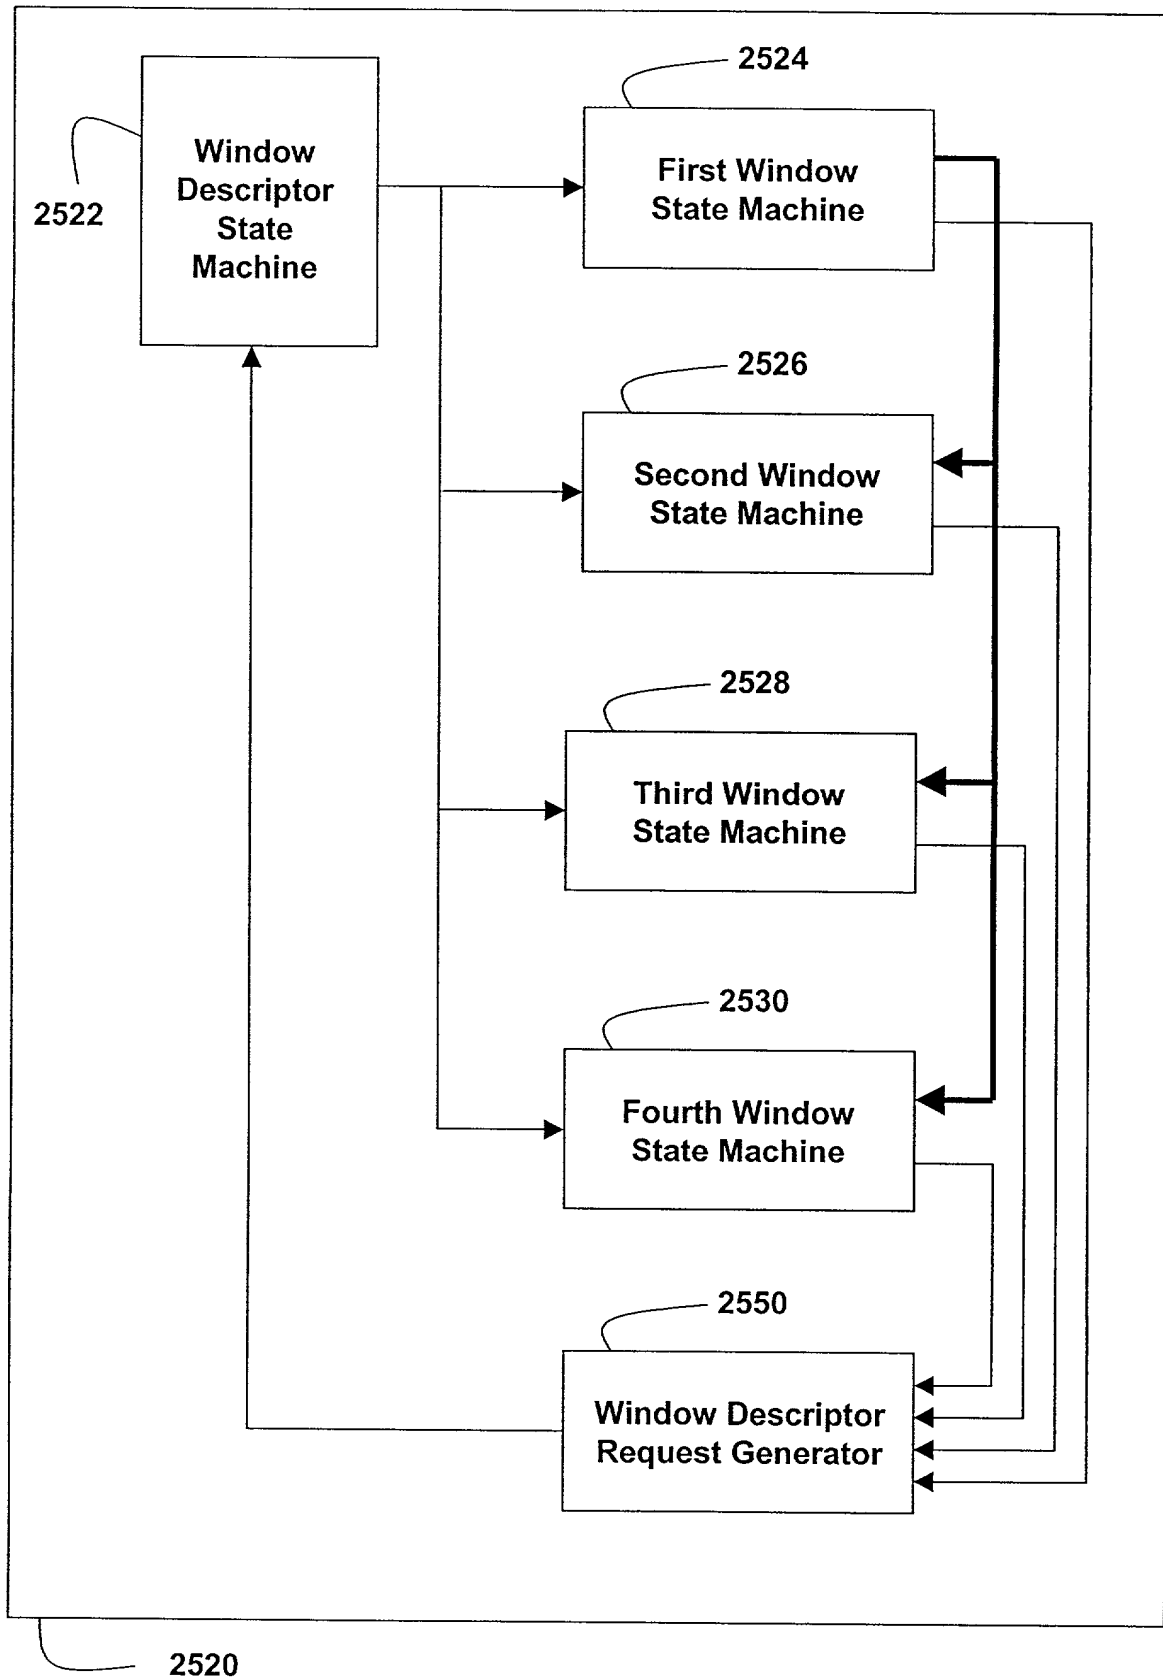 2524
Window
Descriptor
State
Machine
First Window
State Machine
2522
2526
Second Window
State Machine
2528
Third Window
State Machine
2530
Fourth Window
State Machine
2550
Window Descriptor
Request Generator
2520